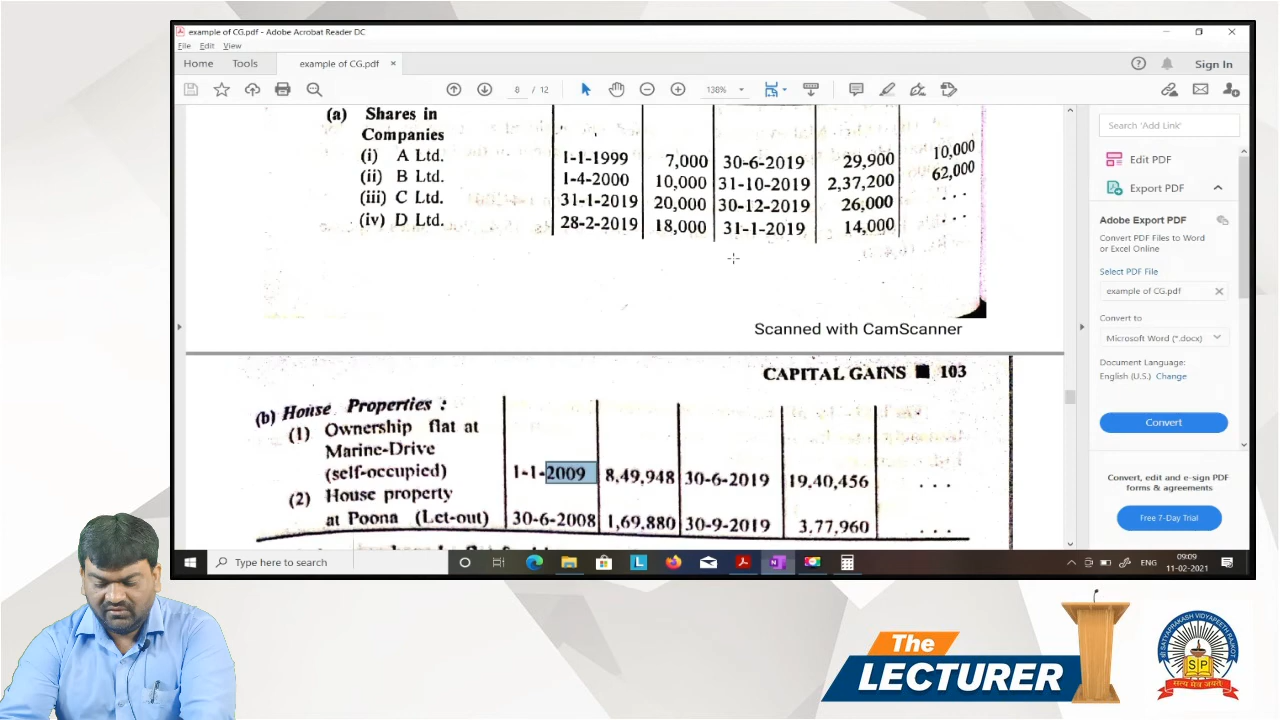 example of CG.pdf - Adobe Acrobat Reader DC
File Edit View
Home Tools example of CG.pdf × Sign In
8 / 12 138%
(a) Shares in
Companies
(i) A Ltd. 1-1-1999 7,000 30-6-2019 29,900 10,000
(ii) B Ltd. 1-4-2000 10,000 31-10-2019 2,37,200 62,000
(iii) C Ltd. 31-1-2019 20,000 30-12-2019 26,000 ...
(iv) D Ltd. 28-2-2019 18,000 31-1-2019 14,000 ...
Scanned with CamScanner
CAPITAL GAINS ■ 103
(b) House Properties :
(1) Ownership flat at
Marine-Drive
(self-occupied) 1-1-2009 8,49,948 30-6-2019 19,40,456 ...
(2) House property
at Poona (Let-out) 30-6-2008 1,69,880 30-9-2019 3,77,960 ...
Search 'Add Link'
Edit PDF
Export PDF
Adobe Export PDF
Convert PDF Files to Word
or Excel Online
Select PDF File
example of CG.pdf
Convert to
Microsoft Word (*.docx)
Document Language:
English (U.S.) Change
Convert
Convert, edit and e-sign PDF
forms & agreements
Free 7-Day Trial
Type here to search
ENG
09:09
11-02-2021
The
LECTURER
SHREE SATYAPRAKASH VIDYAPEETH RAJKOT
SP
सत्यमेव जयते